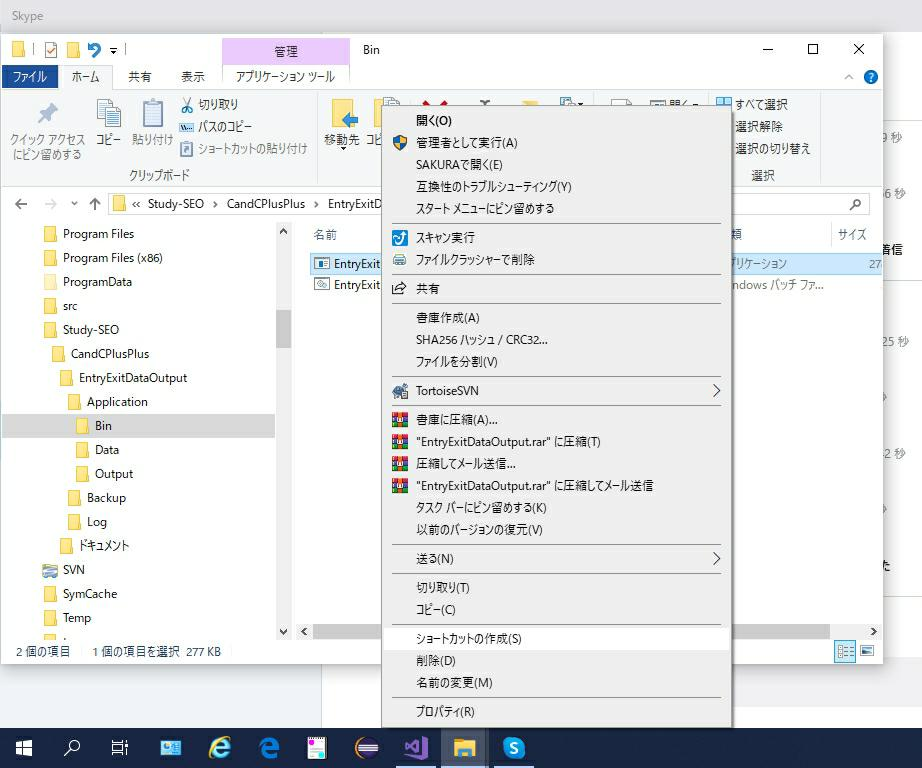 Skype
管理
Bin
ファイル
ホーム
共有
表示
アプリケーション ツール
クイック アクセス
にピン留めする
コピー
貼り付け
切り取り
パスのコピー
ショートカットの貼り付け
クリップボード
移動先
すべて選択
選択解除
選択の切り替え
選択
Study-SEO
CandCPlusPlus
EntryExitD
Program Files
Program Files (x86)
ProgramData
src
Study-SEO
CandCPlusPlus
EntryExitDataOutput
Application
Bin
Data
Output
Backup
Log
ドキュメント
SVN
SymCache
Temp
名前
EntryExit
EntryExit
開く(O)
管理者として実行(A)
SAKURAで開く(E)
互換性のトラブルシューティング(Y)
スタート メニューにピン留めする
スキャン実行
ファイルクラッシャーで削除
共有
書庫作成(A)
SHA256 ハッシュ / CRC32...
ファイルを分割(V)
TortoiseSVN
書庫に圧縮(A)...
"EntryExitDataOutput.rar" に圧縮(T)
圧縮してメール送信...
"EntryExitDataOutput.rar" に圧縮してメール送信
タスク バーにピン留めする(K)
以前のバージョンの復元(V)
送る(N)
切り取り(T)
コピー(C)
ショートカットの作成(S)
削除(D)
名前の変更(M)
プロパティ(R)
類
サイズ
プリケーション
27
ndows バッチ ファ...
9 秒
6 秒
着信
25 秒
2 秒
た
2 個の項目
1 個の項目を選択 277 KB